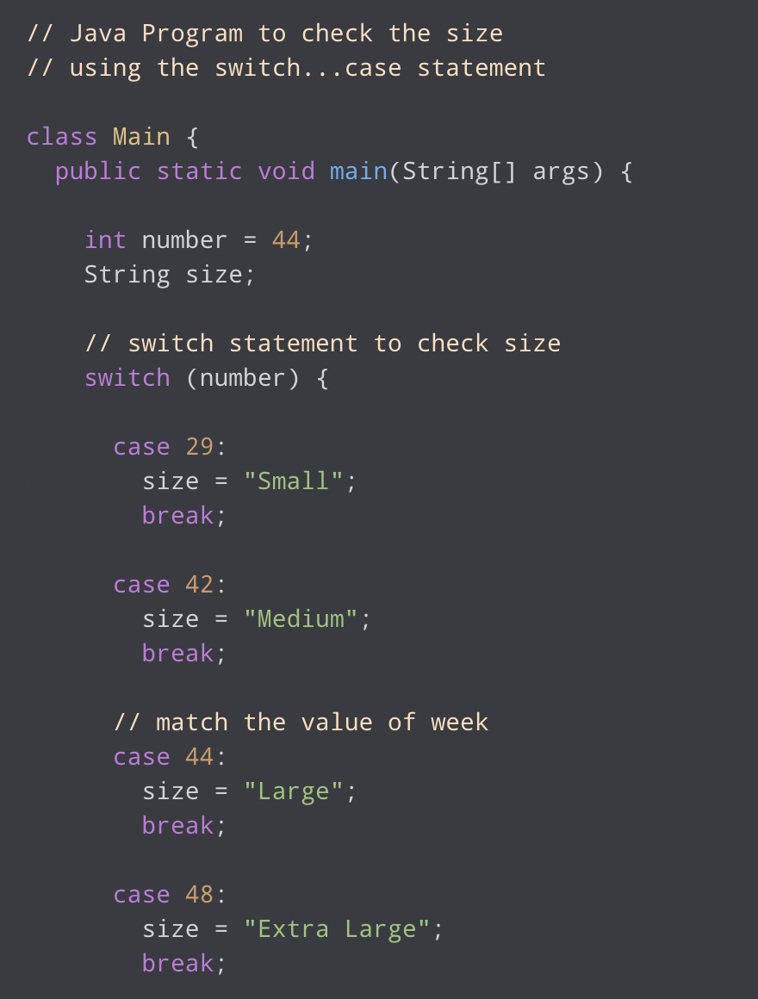 // Java Program to check the size
// using the switch...case statement
class Main {
public static void main(String[] args) {
int number = 44;
String size;
// switch statement to check size
switch (number) {
case 29:
size = "Small";
break;
case 42:
size = "Medium";
break;
// match the value of week
case 44:
size = "Large";
break;
case 48:
size = "Extra Large";
break;